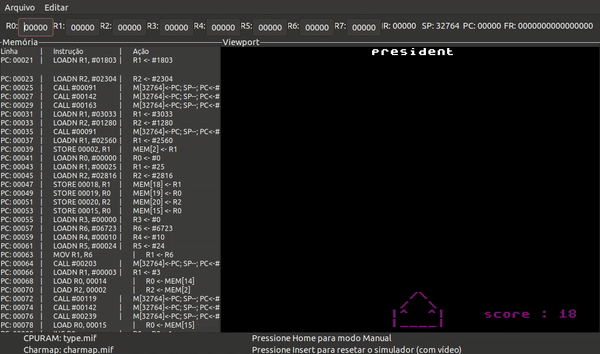 Arquivo Editar
R0: 00000 R1: 00000 R2: 00000 R3: 00000 R4: 00000 R5: 00000 R6: 00000 R7: 00000 IR: 00000 SP: 32764 PC: 00000 FR: 0000000000000000
Memória Viewport
Linha Instrução Ação
president
PC: 00021 | LOADN R1, #01803 | R1 <- #1803
PC: 00023 | LOADN R2, #02304 | R2 <- #2304
PC: 00025 | CALL #00091 | M[32764]<-PC; SP--; PC<-#
PC: 00027 | CALL #00142 | M[32764]<-PC; SP--; PC<-#
PC: 00029 | CALL #00163 | M[32764]<-PC; SP--; PC<-#
PC: 00031 | LOADN R1, #03033 | R1 <- #3033
PC: 00033 | LOADN R2, #01280 | R2 <- #1280
PC: 00035 | CALL #00091 | M[32764]<-PC; SP--; PC<-#
PC: 00037 | LOADN R1, #02560 | R1 <- #2560
PC: 00039 | STORE 00002, R1 | MEM[2] <- R1
PC: 00041 | LOADN R0, #00000 | R0 <- #0
PC: 00043 | LOADN R1, #00025 | R1 <- #25
PC: 00045 | LOADN R2, #02816 | R2 <- #2816
PC: 00047 | STORE 00018, R1 | MEM[18] <- R1
PC: 00049 | STORE 00019, R0 | MEM[19] <- R0
PC: 00051 | STORE 00020, R2 | MEM[20] <- R2
PC: 00053 | STORE 00015, R0 | MEM[15] <- R0
PC: 00055 | LOADN R3, #00000 | R3 <- #0
PC: 00057 | LOADN R6, #06723 | R6 <- #6723
PC: 00059 | LOADN R4, #00010 | R4 <- #10
PC: 00061 | LOADN R5, #00024 | R5 <- #24
PC: 00063 | MOV R1, R6 | R1 <- R6
PC: 00064 | CALL #00203 | M[32764]<-PC; SP--; PC<-#
PC: 00066 | LOADN R1, #00003 | R1 <- #3
PC: 00068 | LOAD R0, 00014 | R0 <- MEM[14]
PC: 00070 | LOAD R2, 00002 | R2 <- MEM[2]
PC: 00072 | CALL #00119 | M[32764]<-PC; SP--; PC<-#
PC: 00074 | CALL #00142 | M[32764]<-PC; SP--; PC<-#
PC: 00076 | CALL #00239 | M[32764]<-PC; SP--; PC<-#
PC: 00078 | LOAD R0, 00015 | R0 <- MEM[15]
score : 18
CPURAM: type.mif Pressione Home para modo Manual
Charmap: charmap.mif Pressione Insert para resetar o simulador (com vídeo)